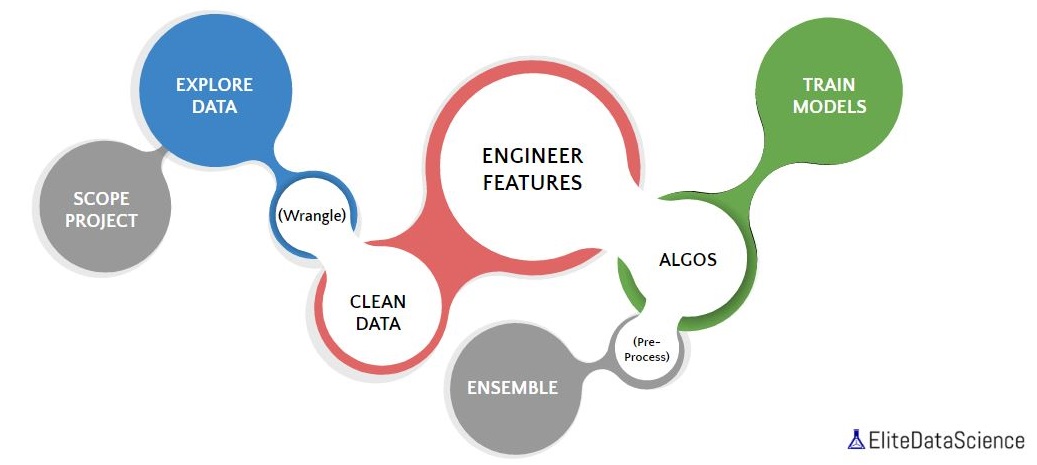 EXPLORE
DATA
TRAIN
MODELS
ENGINEER
FEATURES
SCOPE
PROJECT
(Wrangle)
ALGOS
CLEAN
DATA
(Pre-
Process)
ENSEMBLE
EliteDataScience